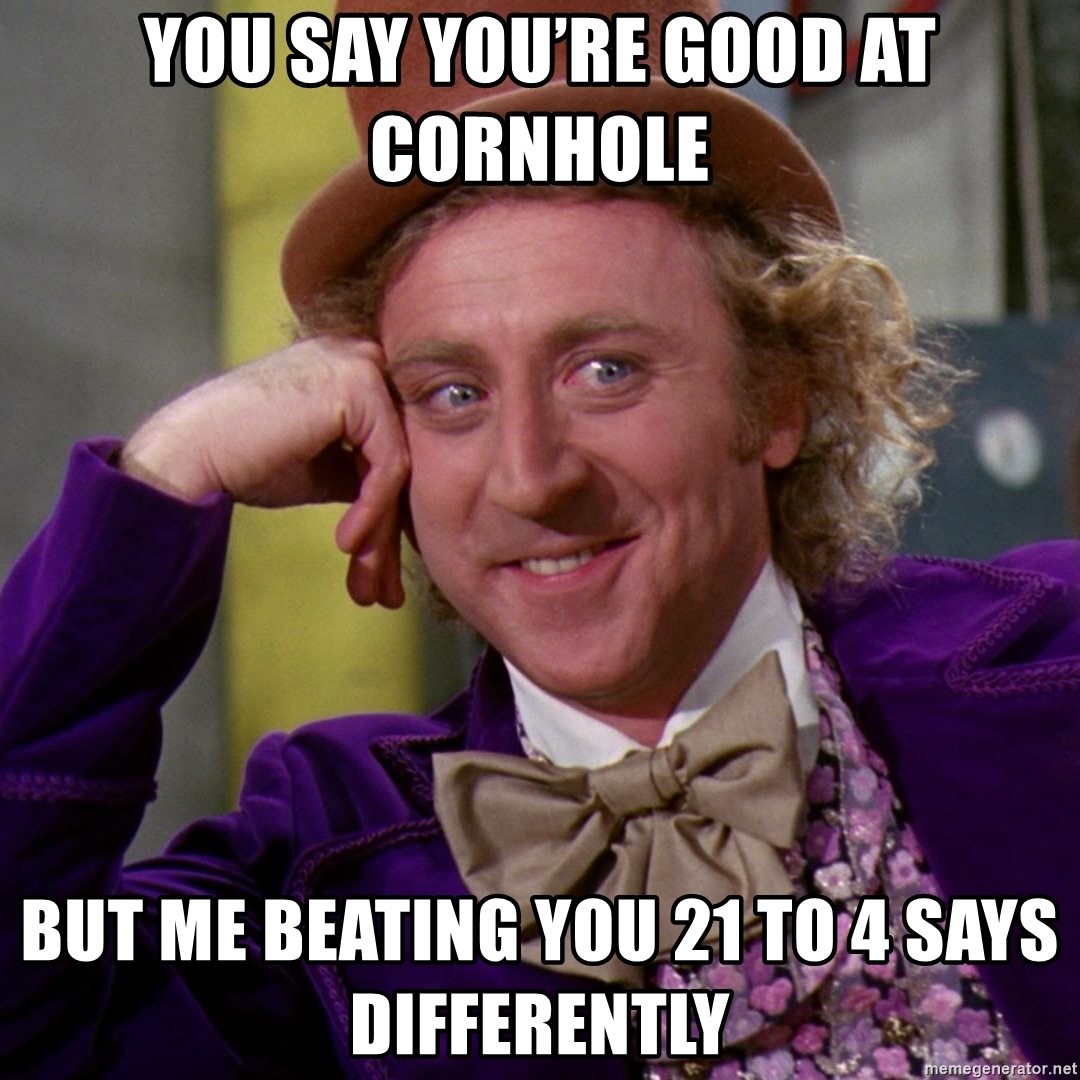 YOU SAY YOU’RE GOOD AT
CORNHOLE
BUT ME BEATING YOU 21 TO 4 SAYS
DIFFERENTLY
memegenerator.net